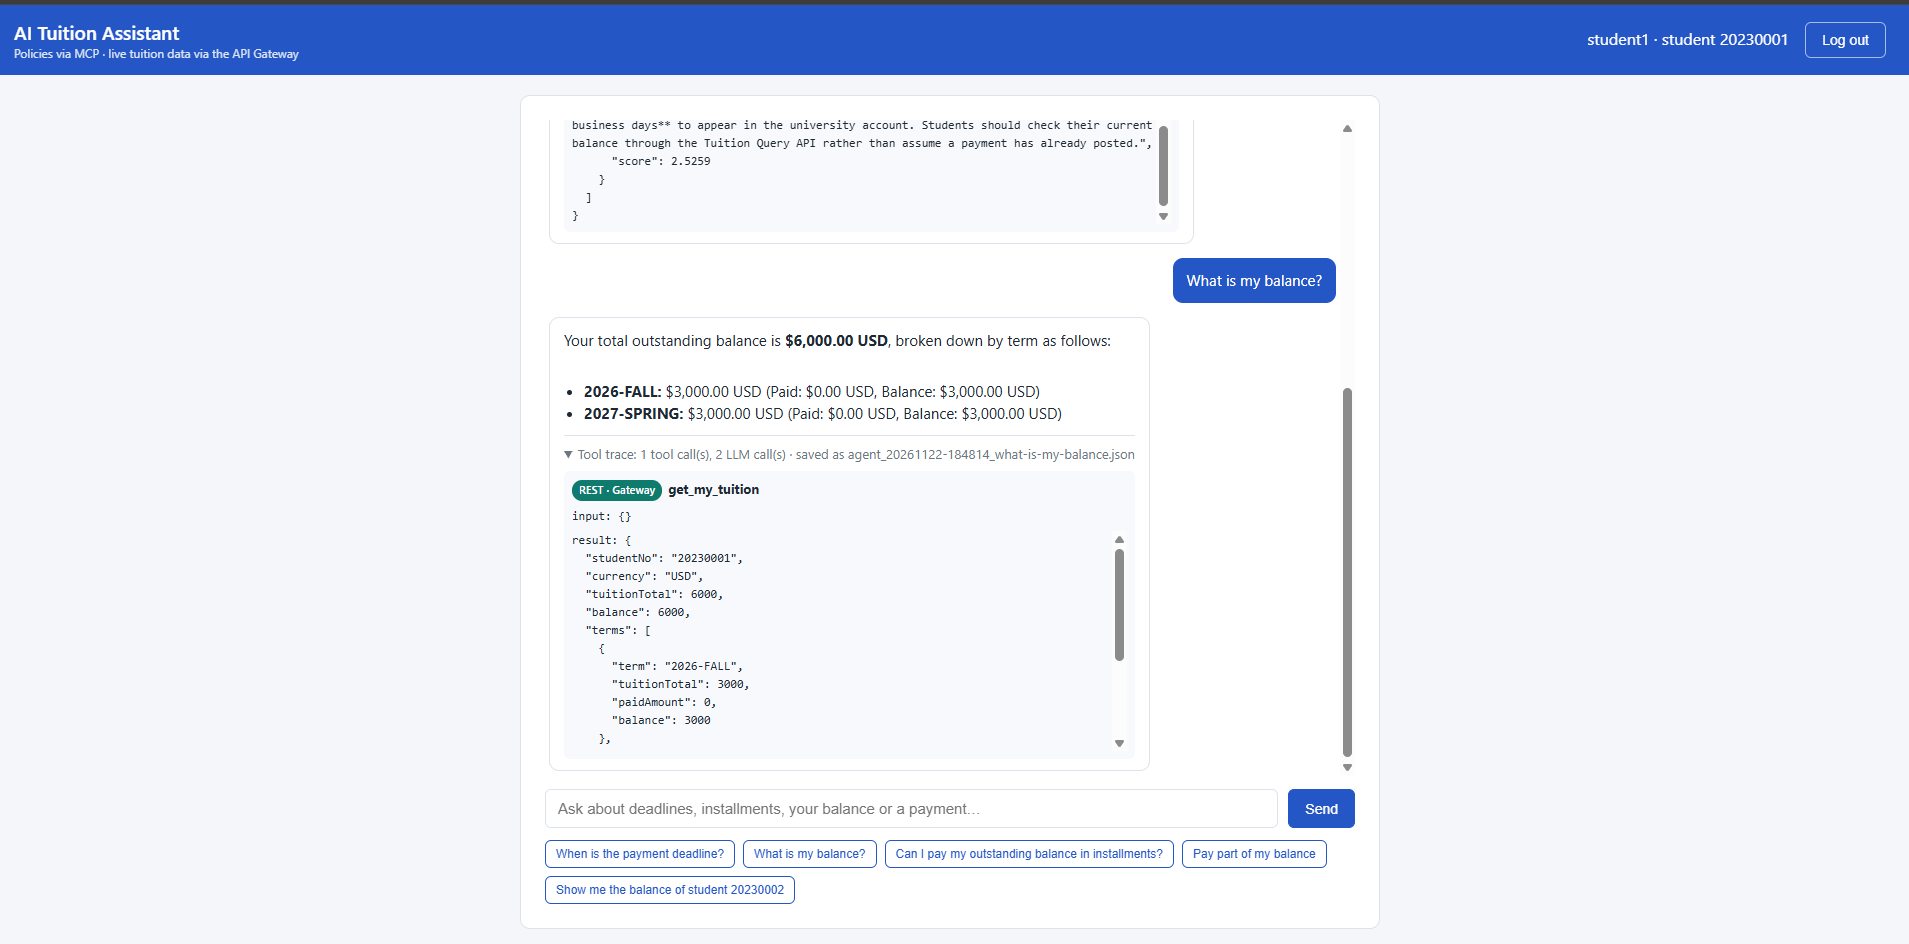 AI Tuition Assistant
Policies via MCP · live tuition data via the API Gateway
student1 · student 20230001
Log out
business days** to appear in the university account. Students should check their current
balance through the Tuition Query API rather than assume a payment has already posted.",
"score": 2.5259
}
]
}
What is my balance?
Your total outstanding balance is $6,000.00 USD, broken down by term as follows:
• 2026-FALL: $3,000.00 USD (Paid: $0.00 USD, Balance: $3,000.00 USD)
• 2027-SPRING: $3,000.00 USD (Paid: $0.00 USD, Balance: $3,000.00 USD)
▼ Tool trace: 1 tool call(s), 2 LLM call(s) · saved as agent_20261122-184814_what-is-my-balance.json
REST · Gateway get_my_tuition
input: {}
result: {
"studentNo": "20230001",
"currency": "USD",
"tuitionTotal": 6000,
"balance": 6000,
"terms": [
{
"term": "2026-FALL",
"tuitionTotal": 3000,
"paidAmount": 0,
"balance": 3000
},
Ask about deadlines, installments, your balance or a payment…
Send
When is the payment deadline?
What is my balance?
Can I pay my outstanding balance in installments?
Pay part of my balance
Show me the balance of student 20230002